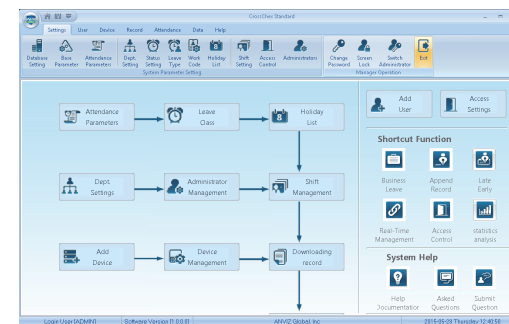 CrossChex Standard
Settings User Device Record Attendance Data Help
Database Setting
Base Parameter
Attendance Parameters
Dept. Setting
Status Setting
Leave Type
Work Code
Holiday List
Shift Setting
Access Control
Administrators
Change Password
Screen Lock
Switch Administrator
Exit
System Parameter Setting
Manager Operation
Attendance Parameters
Leave Class
Holiday List
Add User
Access Settings
Shortcut Function
Business Leave
Append Record
Late Early
Dept. Settings
Administrator Management
Shift Management
Real-Time Management
Access Control
statistics analysis
Add Device
Device Management
Downloading record
System Help
Help Documentation
Asked Questions
Submit Question
Login User [ADMIN]
Software Version [1.0.0.0]
ANVIZ Global, Inc
2015-05-28 Thursday 12:40:58